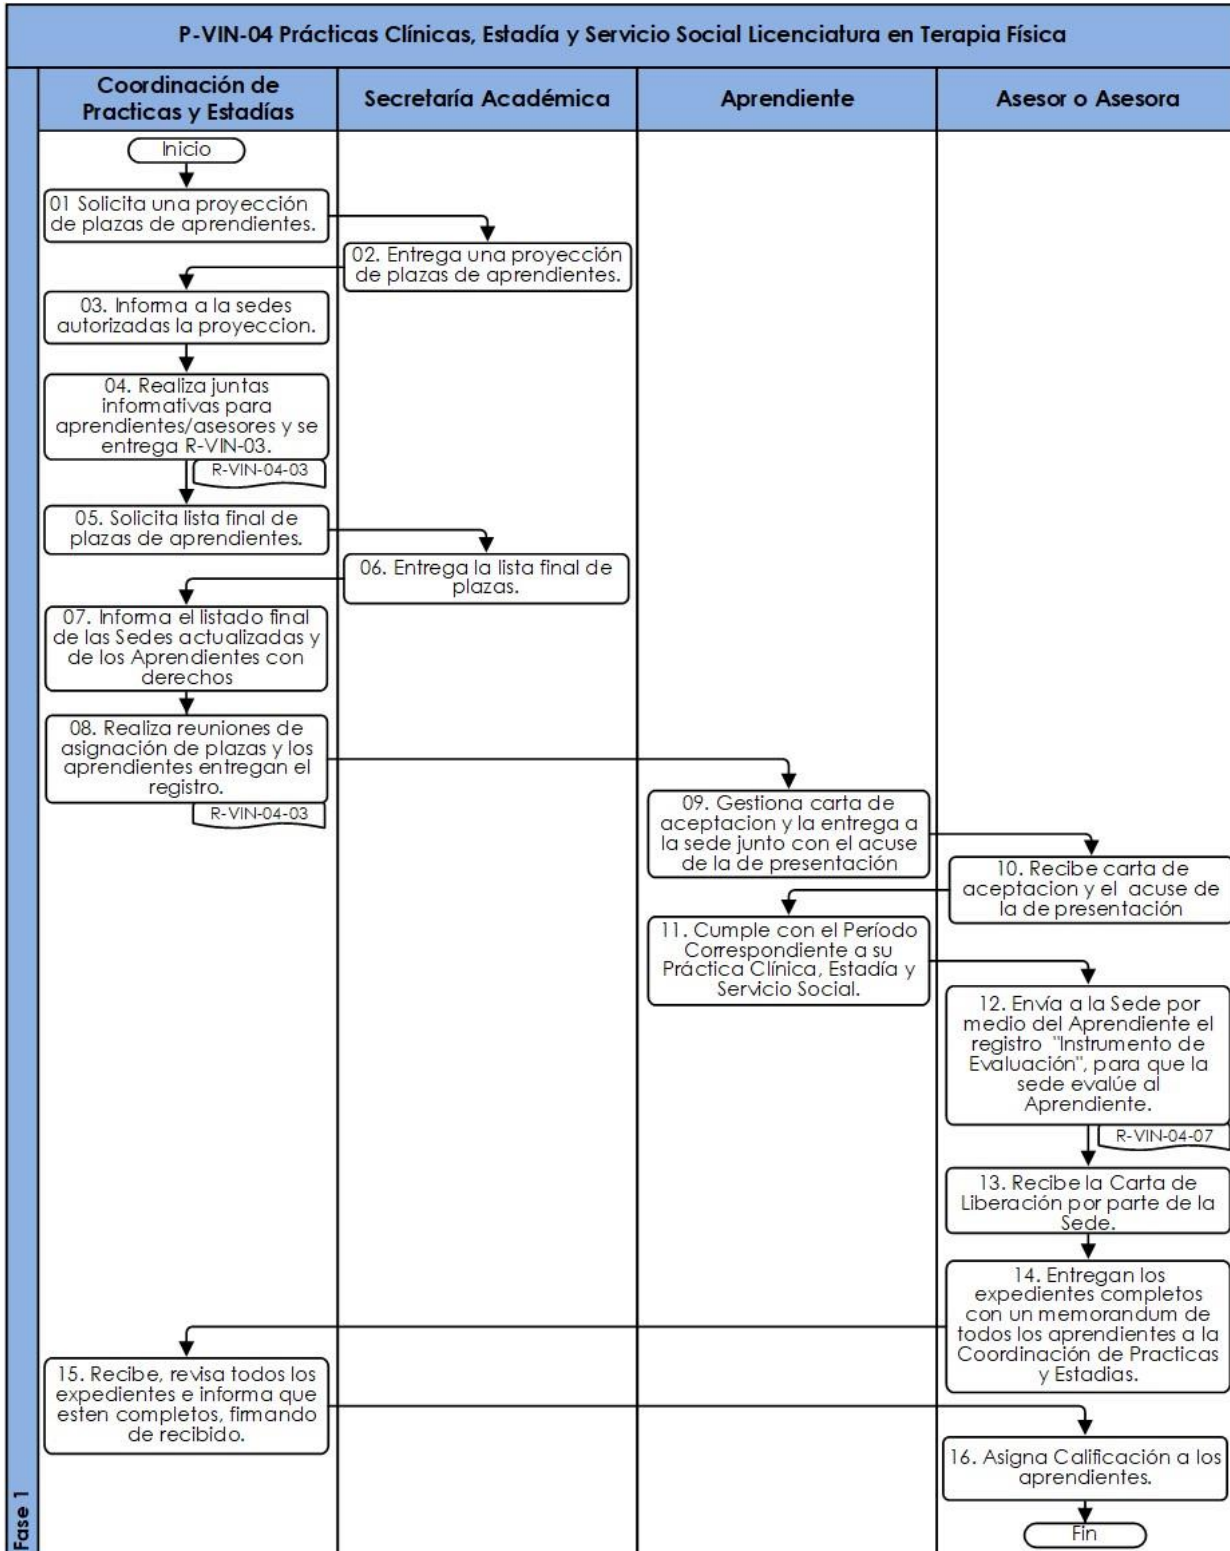 P-VIN-04 Prácticas Clínicas, Estadía y Servicio Social Licenciatura en Terapia Física
Coordinación de
Practicas y Estadías
Secretaría Académica
Aprendiente
Asesor o Asesora
Inicio
01 Solicita una proyección
de plazas de aprendientes.
02. Entrega una proyección
de plazas de aprendientes.
03. Informa a la sedes
autorizadas la proyeccion.
04. Realiza juntas
informativas para
aprendientes/asesores y se
entrega R-VIN-03.
R-VIN-04-03
05. Solicita lista final de
plazas de aprendientes.
06. Entrega la lista final de
plazas.
07. Informa el listado final
de las Sedes actualizadas y
de los Aprendientes con
derechos
08. Realiza reuniones de
asignación de plazas y los
aprendientes entregan el
registro.
R-VIN-04-03
09. Gestiona carta de
aceptacion y la entrega a
la sede junto con el acuse
de la de presentación
10. Recibe carta de
aceptacion y el acuse de
la de presentación
11. Cumple con el Período
Correspondiente a su
Práctica Clínica, Estadía y
Servicio Social.
12. Envía a la Sede por
medio del Aprendiente el
registro "Instrumento de
Evaluación", para que la
sede evalúe al
Aprendiente.
R-VIN-04-07
13. Recibe la Carta de
Liberación por parte de la
Sede.
14. Entregan los
expedientes completos
con un memorandum de
todos los aprendientes a la
Coordinación de Practicas
y Estadias.
15. Recibe, revisa todos los
expedientes e informa que
esten completos, firmando
de recibido.
16. Asigna Calificación a los
aprendientes.
Fin
Fase 1